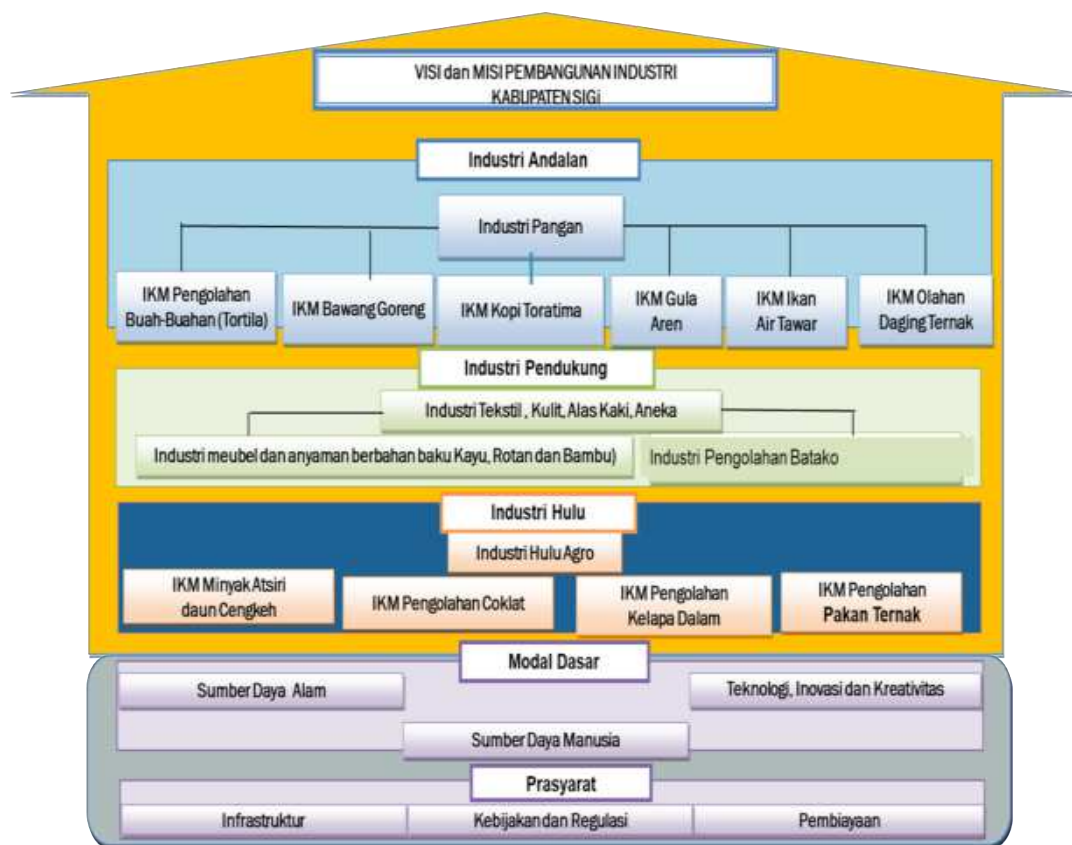 VISI dan MISI PEMBANGUNAN INDUSTRI
KABUPATEN SIGi
Industri Andalan
Industri Pangan
IKM Pengolahan
Buah-Buahan (Tortila)
IKM Bawang Goreng
IKM Kopi Toratima
IKM Gula
Aren
IKM Ikan
Air Tawar
IKM Olahan
Daging Ternak
Industri Pendukung
Industri Tekstil , Kulit, Alas Kaki, Aneka
Industri meubel dan anyaman berbahan baku Kayu, Rotan dan Bambu)
Industri Pengolahan Batako
Industri Hulu
Industri Hulu Agro
IKM Minyak Atsiri
daun Cengkeh
IKM Pengolahan Coklat
IKM Pengolahan
Kelapa Dalam
IKM Pengolahan
Pakan Ternak
Modal Dasar
Sumber Daya Alam
Teknologi, Inovasi dan Kreativitas
Sumber Daya Manusia
Prasyarat
Infrastruktur
Kebijakan dan Regulasi
Pembiayaan